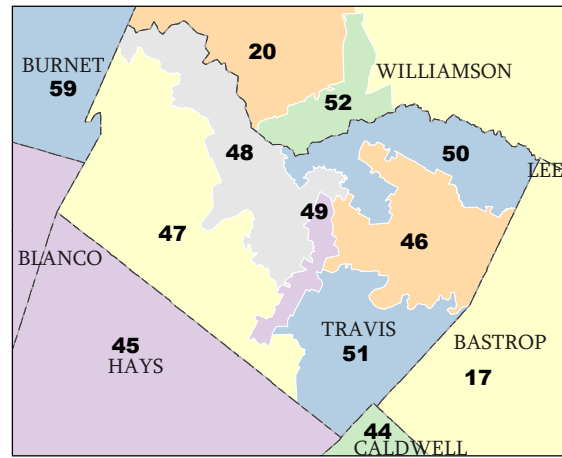 20
BURNET
59
WILLIAMSON
52
48
50
LEE
49
47
46
BLANCO
TRAVIS
45
HAYS
51
BASTROP
17
44
CALDWELL